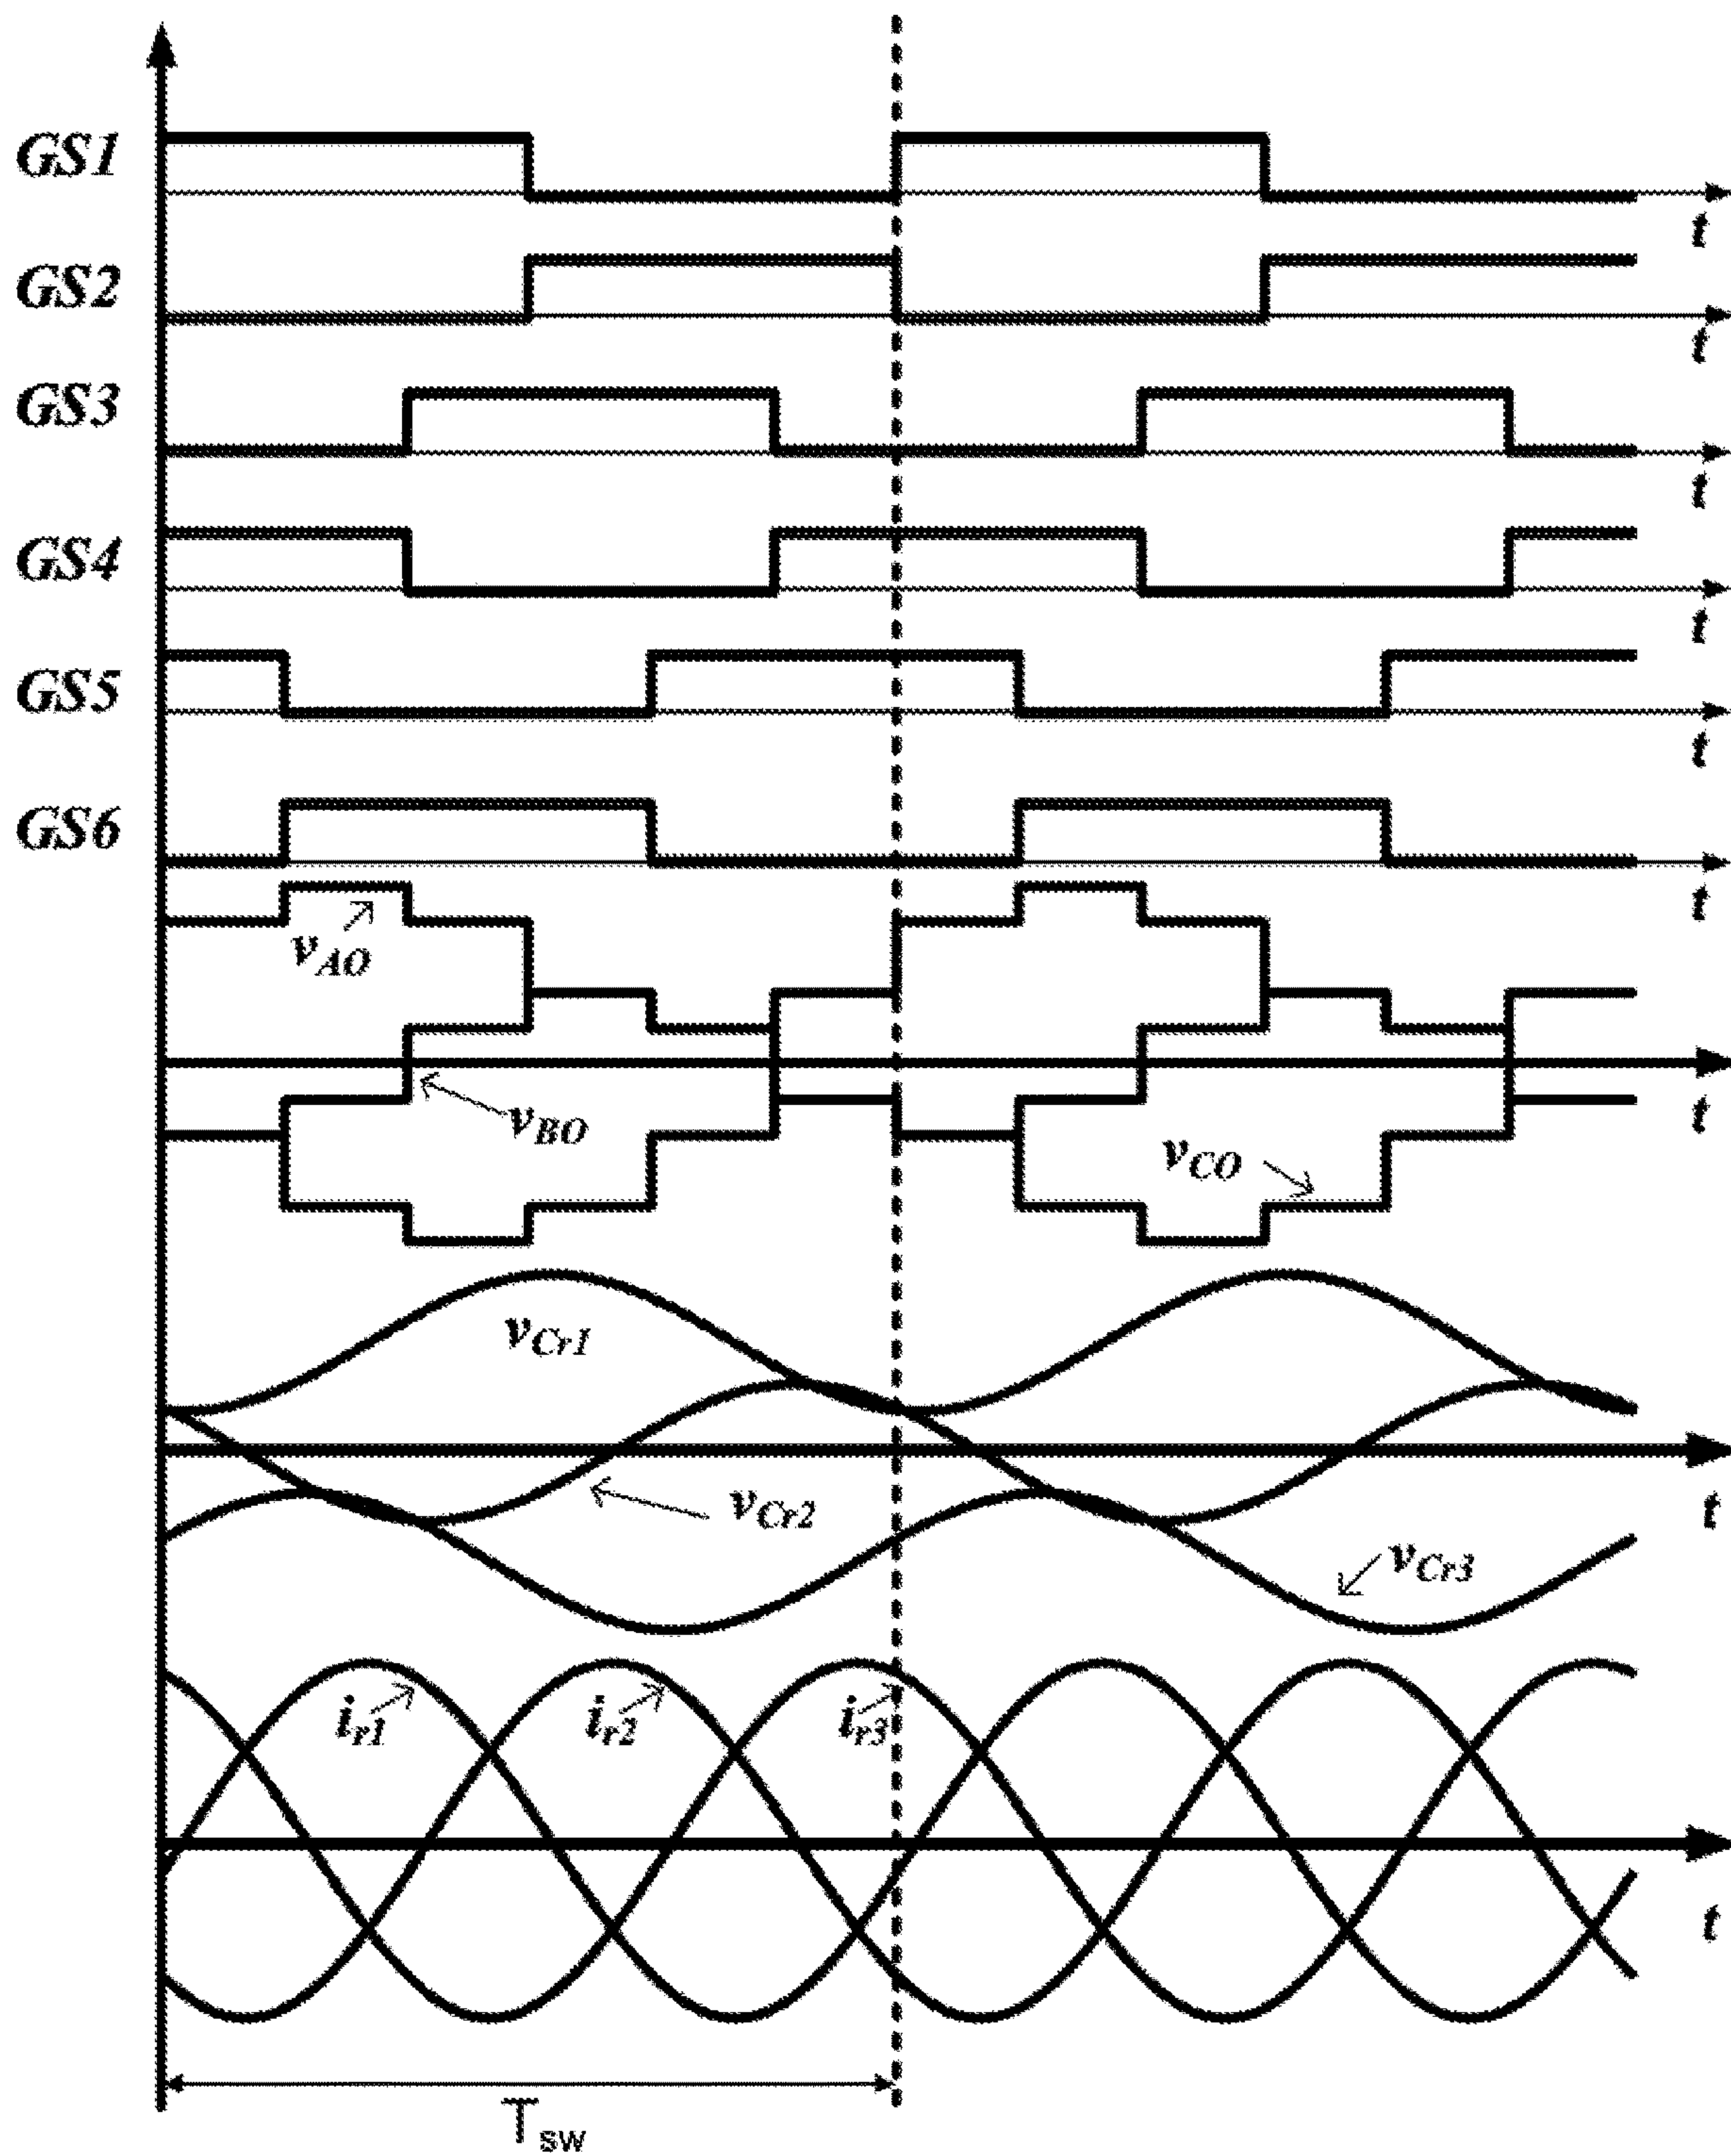 GS1
t
GS2
t
GS3
t
GS4
t
GS5
t
GS6
t
vAO
vBO
t
vCO
vCr1
vCr2
t
vCr3
ir1
ir2
ir3
t
Tsw